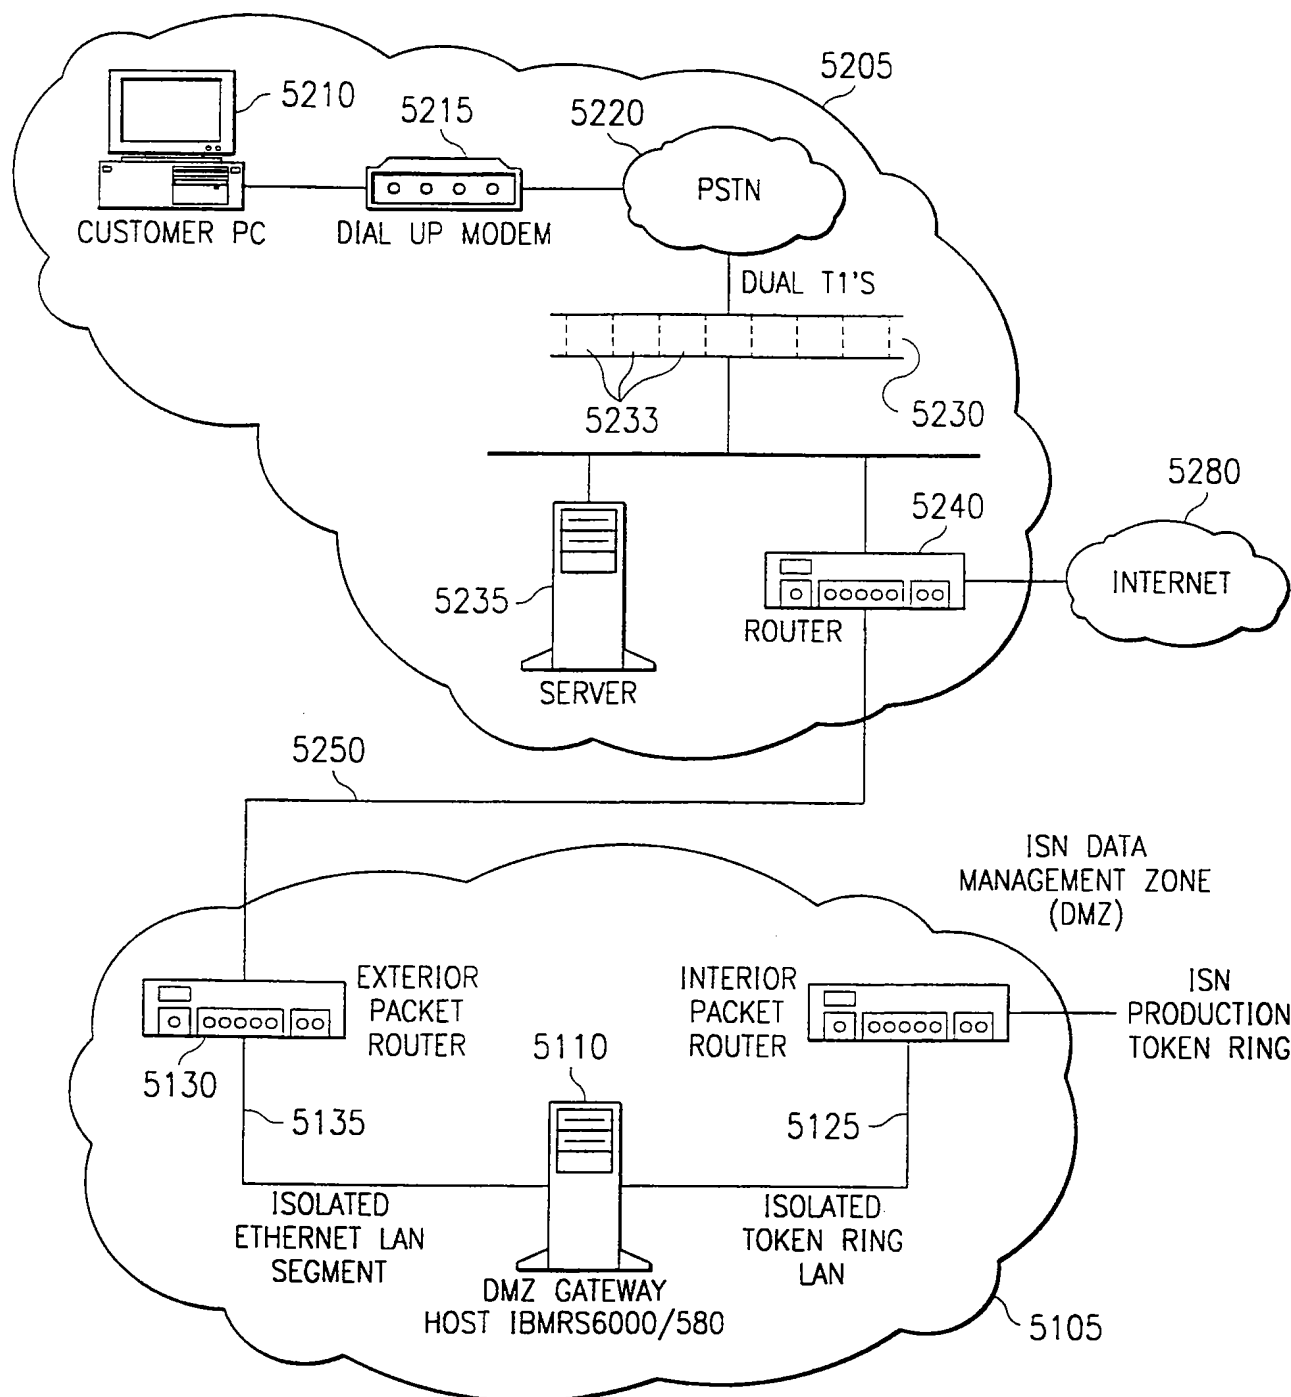 5205
5210
5215
5220
PSTN
CUSTOMER PC
DIAL UP MODEM
DUAL T1'S
5233
5230
5280
5240
INTERNET
5235
ROUTER
SERVER
5250
ISN DATA
MANAGEMENT ZONE
(DMZ)
EXTERIOR
PACKET
ROUTER
INTERIOR
PACKET
ROUTER
ISN
PRODUCTION
TOKEN RING
5130
5110
5135
5125
ISOLATED
ETHERNET LAN
SEGMENT
ISOLATED
TOKEN RING
LAN
DMZ GATEWAY
HOST IBMRS6000/580
5105